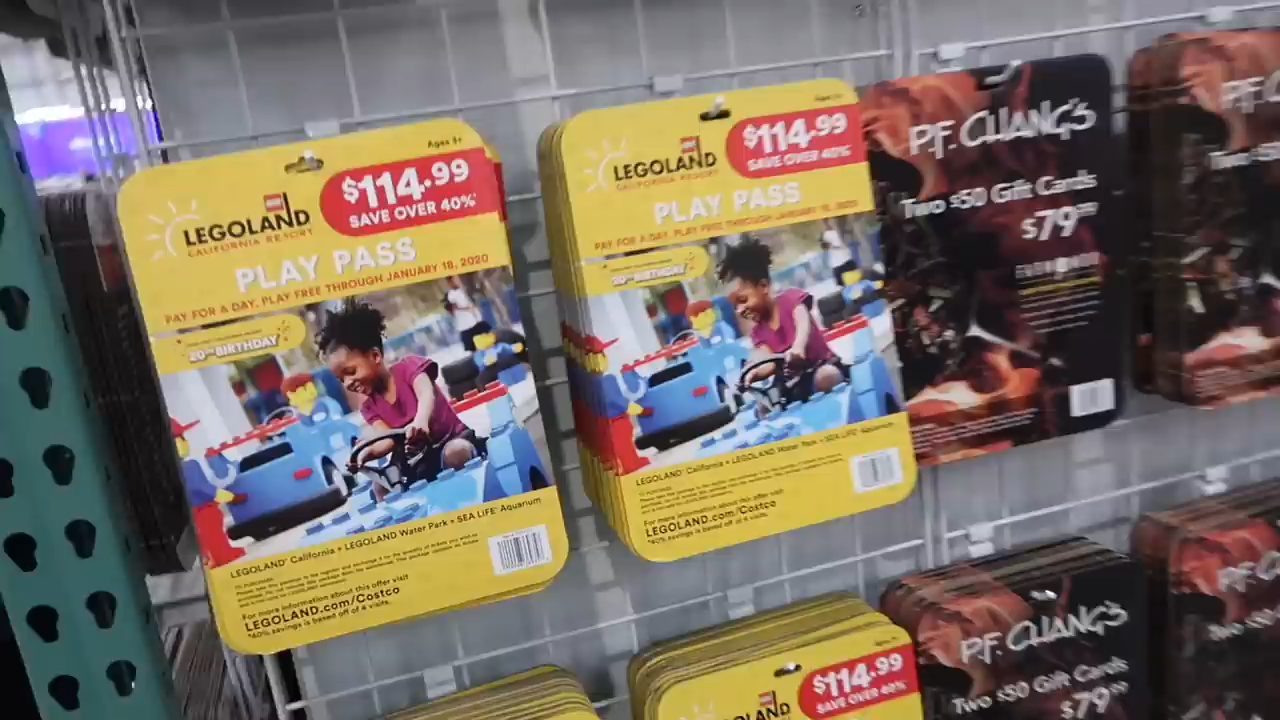 Ages 3+
LEGO
LEGOLAND
CALIFORNIA RESORT
$114.99
SAVE OVER 40%*
PLAY PASS
PAY FOR A DAY, PLAY FREE THROUGH JANUARY 18, 2020
20TH BIRTHDAY
LEGOLAND® California • LEGOLAND Water Park • SEA LIFE® Aquarium
TO PURCHASE:
For more information about this offer visit
LEGOLAND.com/Costco
*40% savings is based off of 4 visits.
LEGOLAND
CALIFORNIA RESORT
$114.99
SAVE OVER 40%
PLAY PASS
PAY FOR A DAY, PLAY FREE THROUGH JANUARY 18, 2020
20TH BIRTHDAY
LEGOLAND® California • LEGOLAND Water Park • SEA LIFE® Aquarium
For more information about this offer visit
LEGOLAND.com/Costco
*40% savings is based off of 4 visits.
P.F. CHANG'S
Two $50 Gift Cards
$79.99
P.F. C
Two $5
$114.99
SAVE OVER 40%
OLAND
P.F. CHANG'S
Two $50 Gift Cards
$79.99
P.F. C